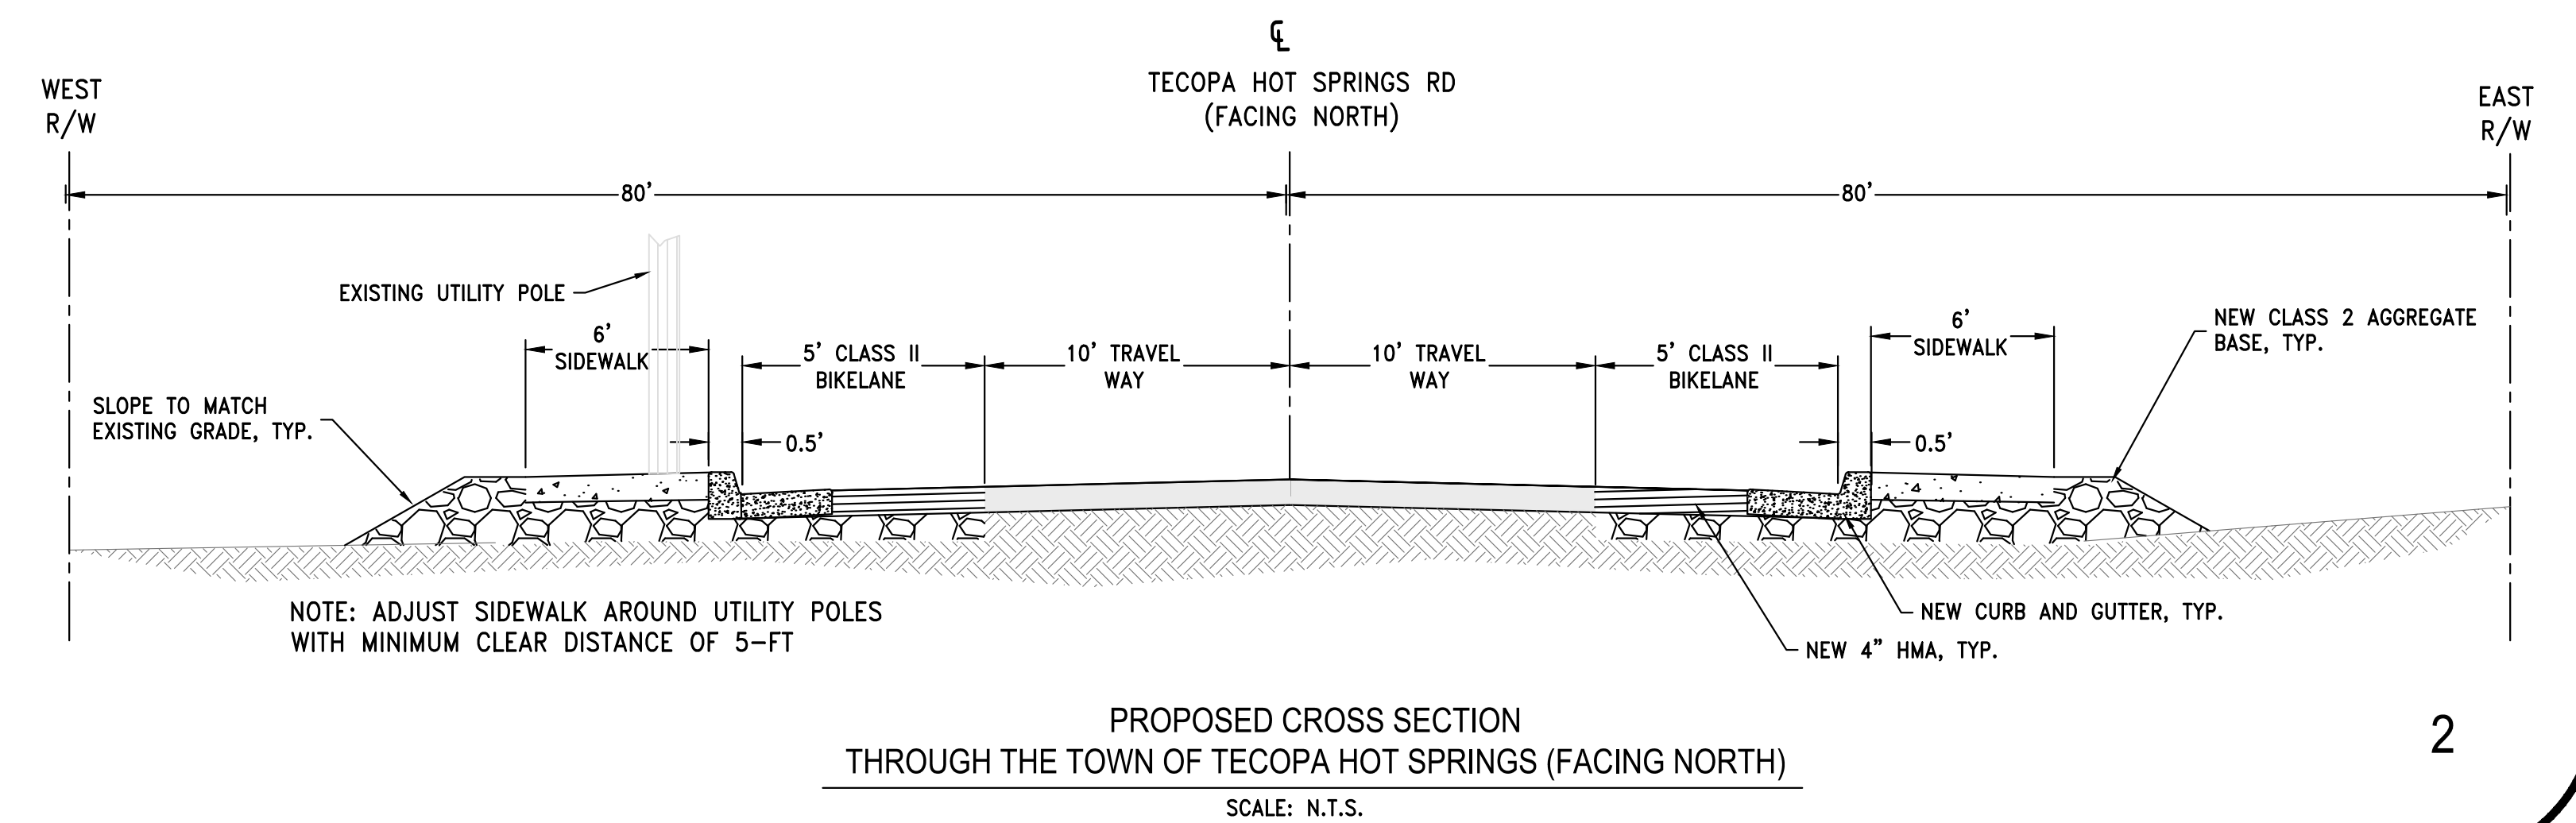 ℄
TECOPA HOT SPRINGS RD
(FACING NORTH)
WEST
R/W
EAST
R/W
80'
80'
EXISTING UTILITY POLE
6'
SIDEWALK
5' CLASS II
BIKELANE
10' TRAVEL
WAY
10' TRAVEL
WAY
5' CLASS II
BIKELANE
6'
SIDEWALK
NEW CLASS 2 AGGREGATE
BASE, TYP.
SLOPE TO MATCH
EXISTING GRADE, TYP.
0.5'
0.5'
NOTE: ADJUST SIDEWALK AROUND UTILITY POLES
WITH MINIMUM CLEAR DISTANCE OF 5-FT
NEW CURB AND GUTTER, TYP.
NEW 4" HMA, TYP.
PROPOSED CROSS SECTION
THROUGH THE TOWN OF TECOPA HOT SPRINGS (FACING NORTH)
SCALE: N.T.S.
2